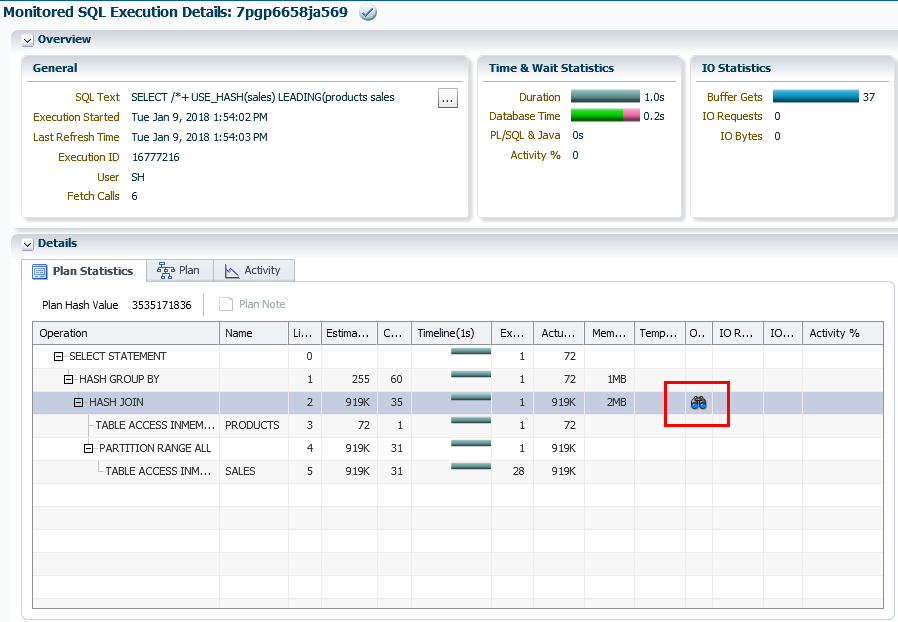 Monitored SQL Execution Details: 7pgp6658ja569
Overview
General
SQL Text SELECT /*+ USE_HASH(sales) LEADING(products sales ...
Execution Started Tue Jan 9, 2018 1:54:02 PM
Last Refresh Time Tue Jan 9, 2018 1:54:03 PM
Execution ID 16777216
User SH
Fetch Calls 6
Time & Wait Statistics
Duration 1.0s
Database Time 0.2s
PL/SQL & Java 0s
Activity % 0
IO Statistics
Buffer Gets 37
IO Requests 0
IO Bytes 0
Details
Plan Statistics Plan Activity
Plan Hash Value 3535171836 Plan Note
Operation Name Li... Estima... C... Timeline(1s) Ex... Actu... Mem... Temp... O... IO R... IO... Activity %
SELECT STATEMENT 0 1 72
HASH GROUP BY 1 255 60 1 72 1MB
HASH JOIN 2 919K 35 1 919K 2MB
TABLE ACCESS INMEM... PRODUCTS 3 72 1 1 72
PARTITION RANGE ALL 4 919K 31 1 919K
TABLE ACCESS INM... SALES 5 919K 31 28 919K